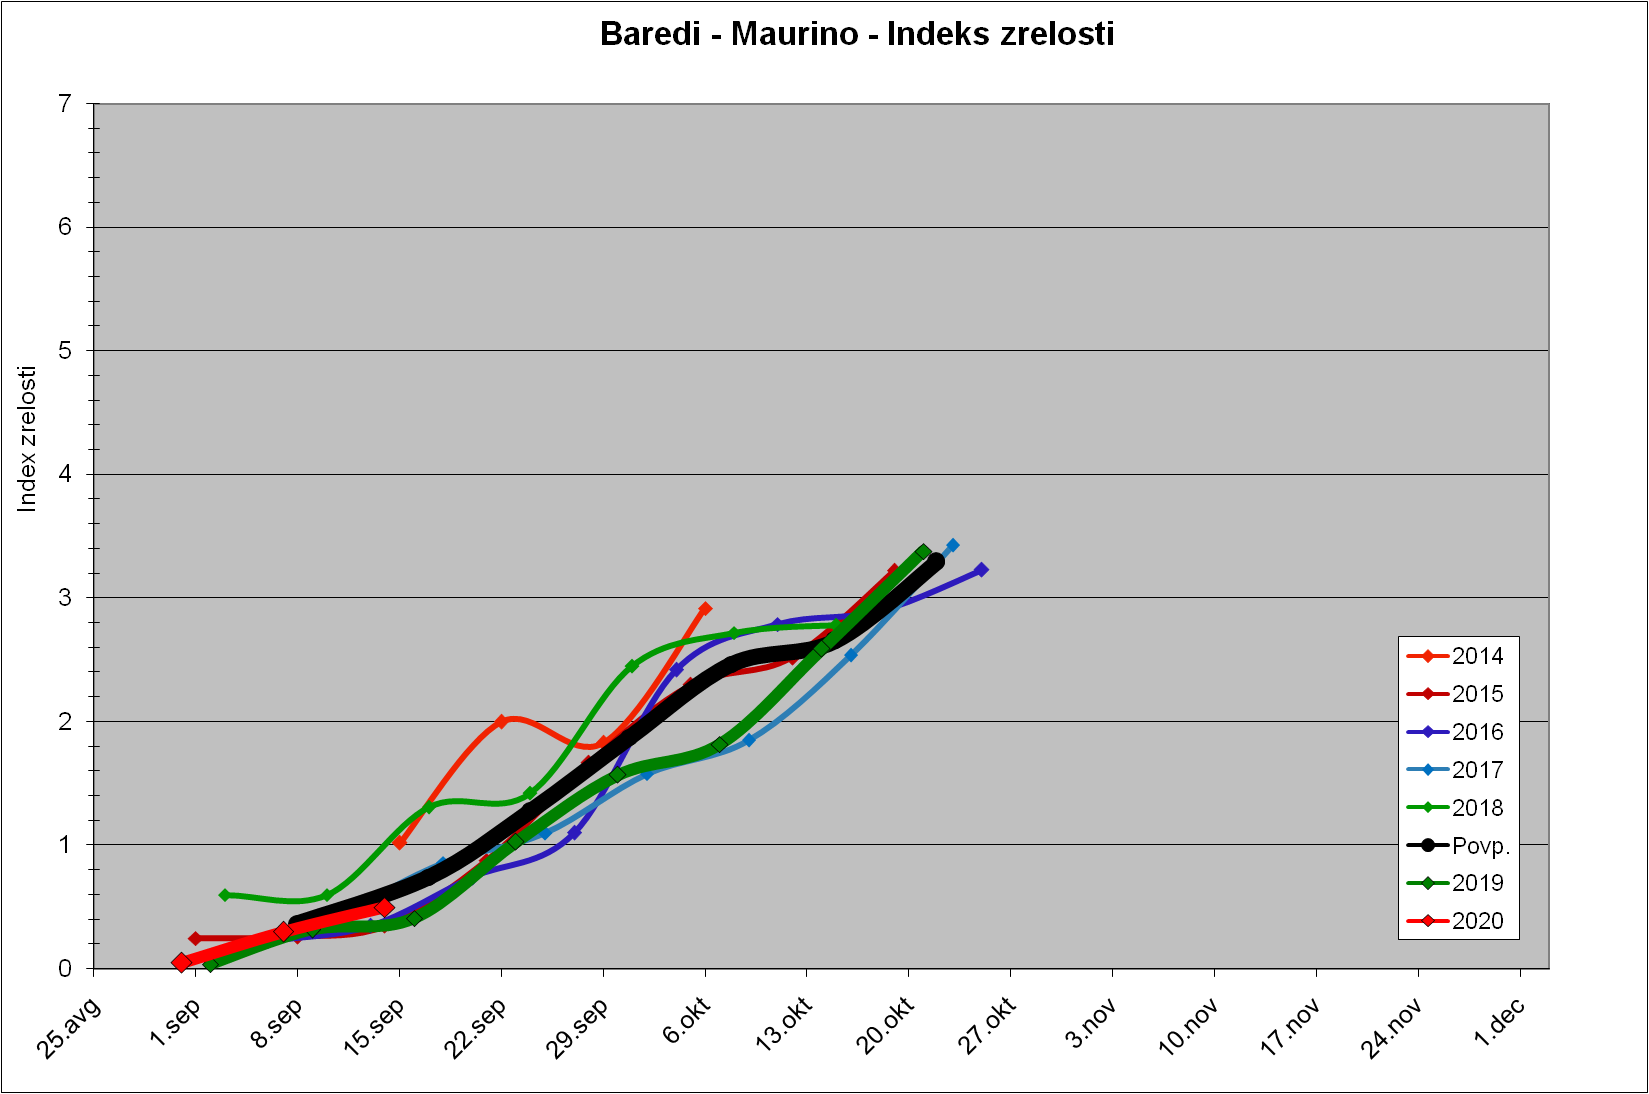 Baredi - Maurino - Indeks zrelosti
Index zrelosti
7
6
5
4
3
2
1
0
25.avg
1.sep
8.sep
15.sep
22.sep
29.sep
6.okt
13.okt
20.okt
27.okt
3.nov
10.nov
17.nov
24.nov
1.dec
2014
2015
2016
2017
2018
Povp.
2019
2020